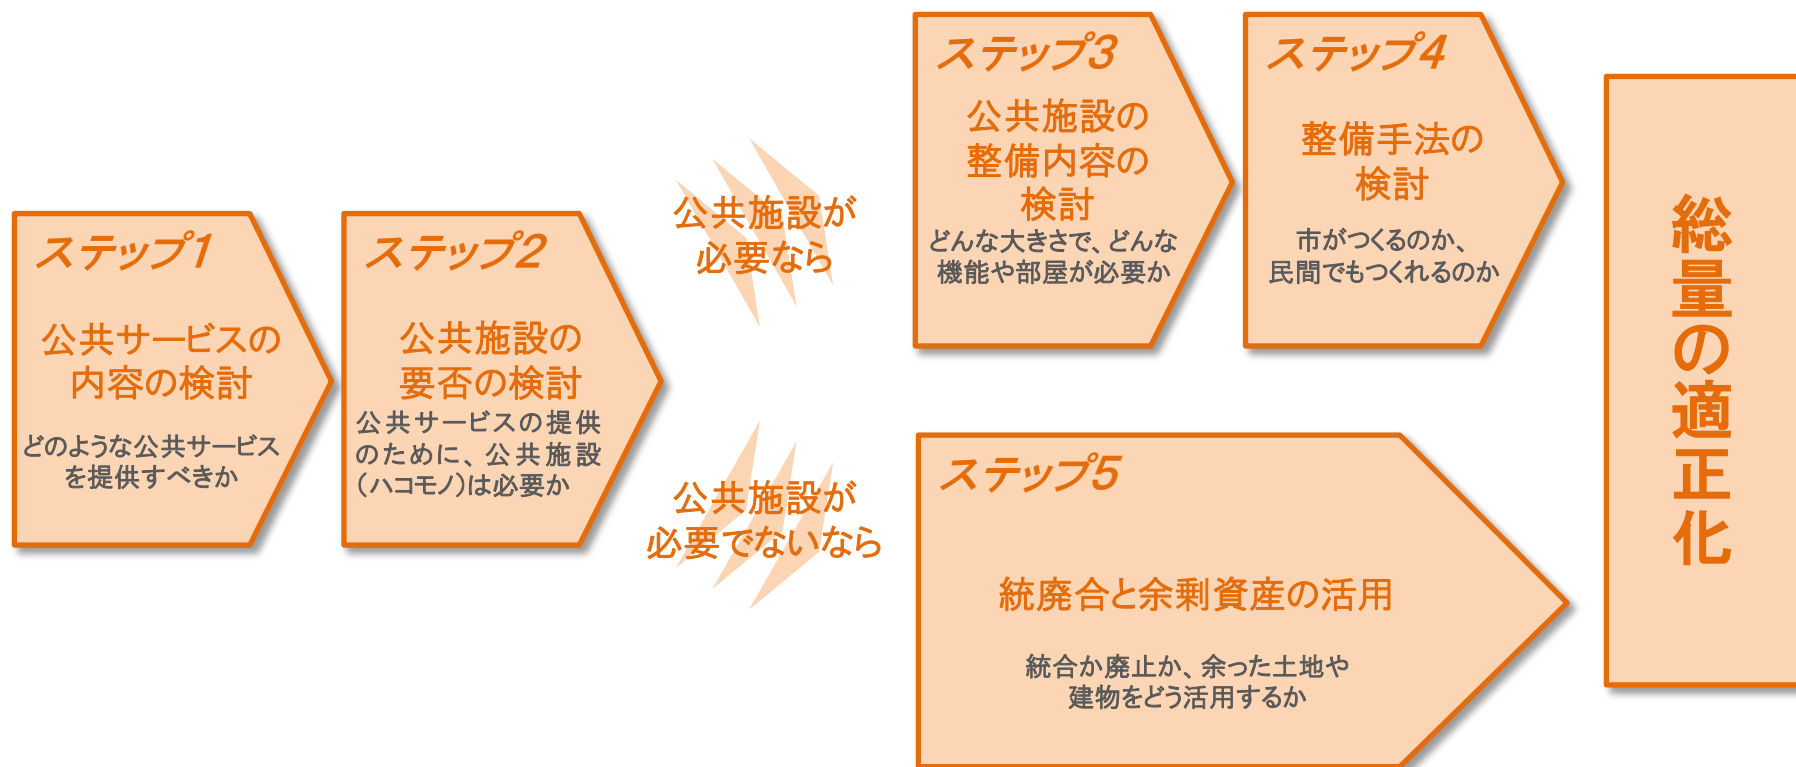 ステップ1
公共サービスの
内容の検討
どのような公共サービス
を提供すべきか
ステップ2
公共施設の
要否の検討
公共サービスの提供
のために、公共施設
（ハコモノ）は必要か
公共施設が
必要なら
ステップ3
公共施設の
整備内容の
検討
どんな大きさで、どんな
機能や部屋が必要か
ステップ4
整備手法の
検討
市がつくるのか、
民間でもつくれるのか
公共施設が
必要でないなら
ステップ5
統廃合と余剰資産の活用
統合か廃止か、余った土地や
建物をどう活用するか
総量の適正化